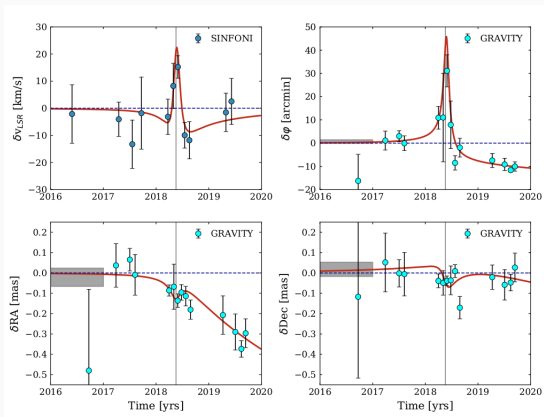 30
20
10
0
−10
−20
−30
δv_LSR [km/s]
SINFONI
2016 2017 2018 2019 2020
50
40
30
20
10
0
−10
−20
δφ [arcmin]
GRAVITY
2016 2017 2018 2019 2020
0.2
0.1
0.0
−0.1
−0.2
−0.3
−0.4
−0.5
δRA [mas]
GRAVITY
2016 2017 2018 2019 2020
Time [yrs]
0.2
0.1
0.0
−0.1
−0.2
−0.3
−0.4
−0.5
δDec [mas]
GRAVITY
2016 2017 2018 2019 2020
Time [yrs]